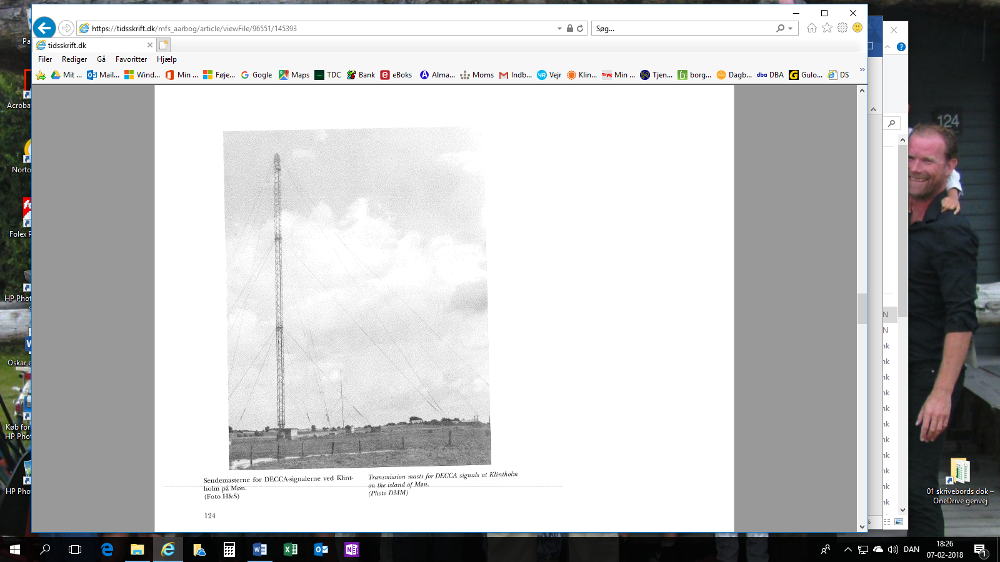 https://tidsskrift.dk/mfs_aarbog/article/viewFile/96551/145393
Søg...
tidsskrift.dk
Filer Rediger Gå Favoritter Hjælp
Mit ... Mail... Wind... Min ... Føje... Gogle Maps TDC Bank eBoks Alma... Moms Indb... Vejr Klin... Min ... Tjen... borg... Dagb... dba DBA Gulo... DS
124
Acrobat
Norto
Folex P
HP Phot
s
Oskar e
Køb for
HP Phot
HP Phot
N
N
nk
nk
nk
nk
nk
nk
nk
nk
nk
nk
nk
Sendemasterne for DECCA-signalerne ved Klint-
holm på Møn.
(Foto H&S)
Transmission masts for DECCA signals at Klintholm
on the island of Møn.
(Photo DMM)
124
01 skrivebords dok –
OneDrive genvej
DAN
18:26
07-02-2018
1